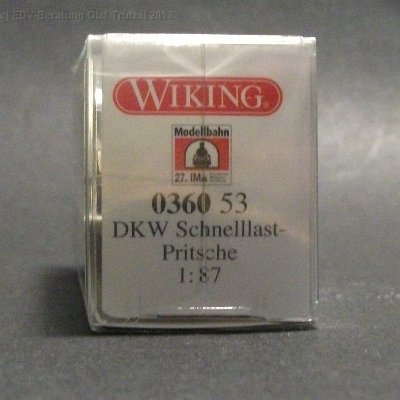 (c) EDV-Beratung Olaf Trutzel 2018
WIKING®
Modellbahn
27. IMA
0360 53
DKW Schnelllast-
Pritsche
1:87